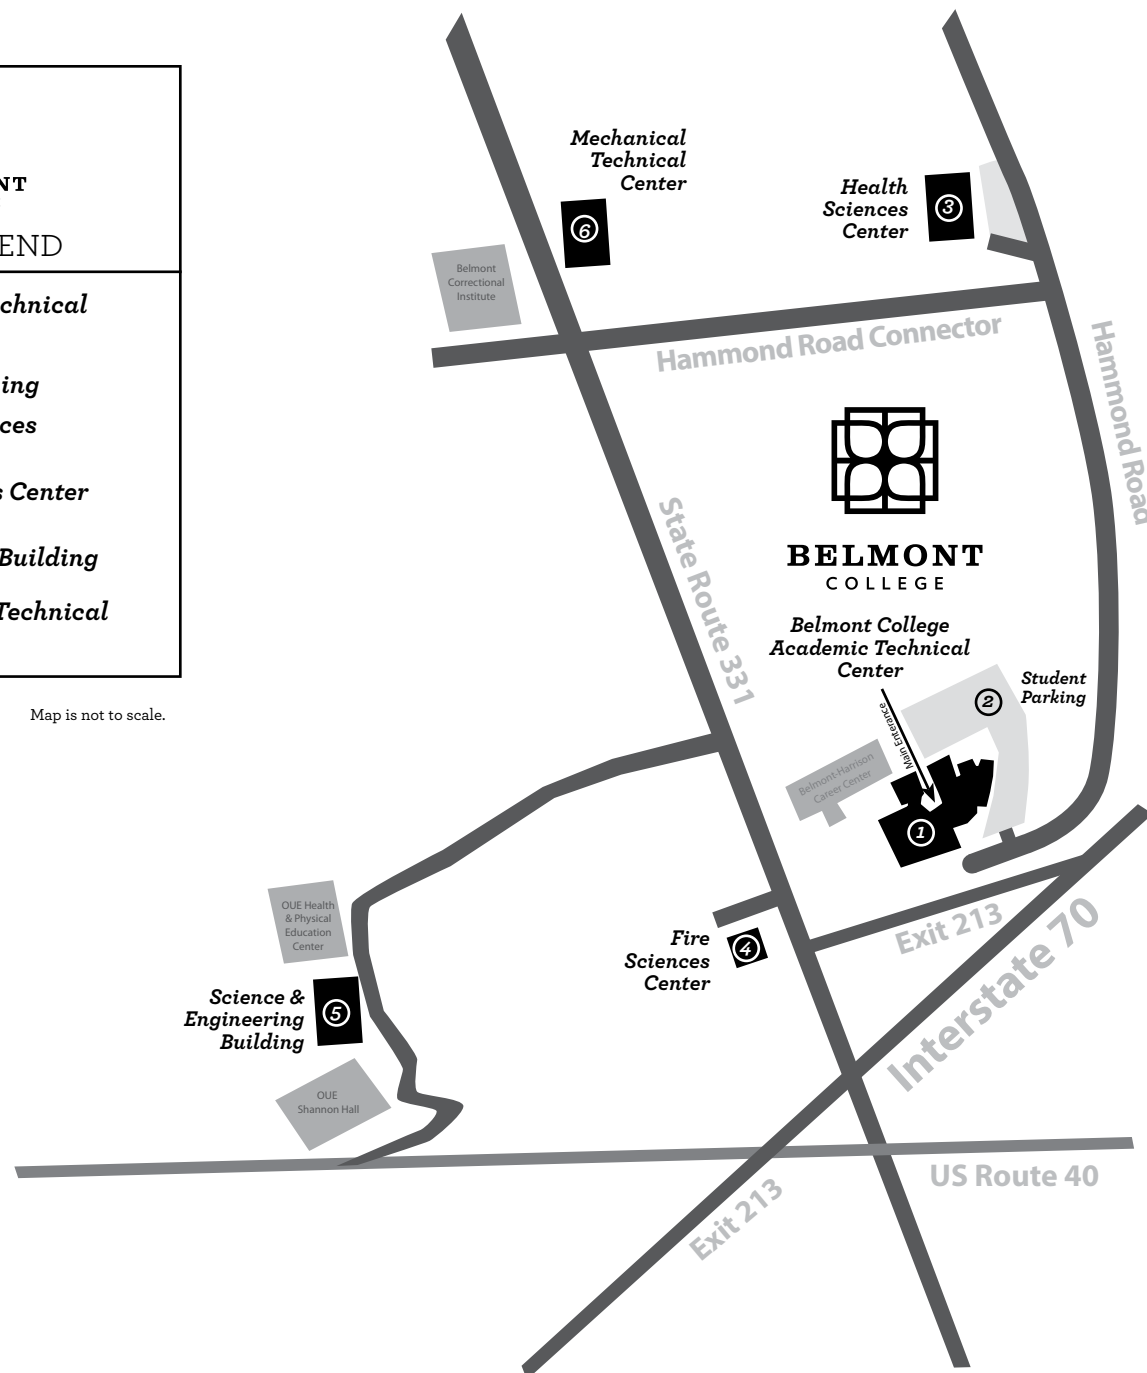 NT
END
chnical
ing
ces
s Center
Building
Technical
Map is not to scale.
Mechanical
Technical
Center
6
Belmont
Correctional
Institute
Health
Sciences
Center
3
Hammond Road Connector
Hammond Road
BELMONT
COLLEGE
State Route 331
Belmont College
Academic Technical
Center
Student
Parking
2
Main Enterance
Belmont-Harrison
Career Center
1
OUE Health
& Physical
Education
Center
Fire
Sciences
Center
4
Exit 213
Interstate 70
Science &
Engineering
Building
5
OUE
Shannon Hall
US Route 40
Exit 213